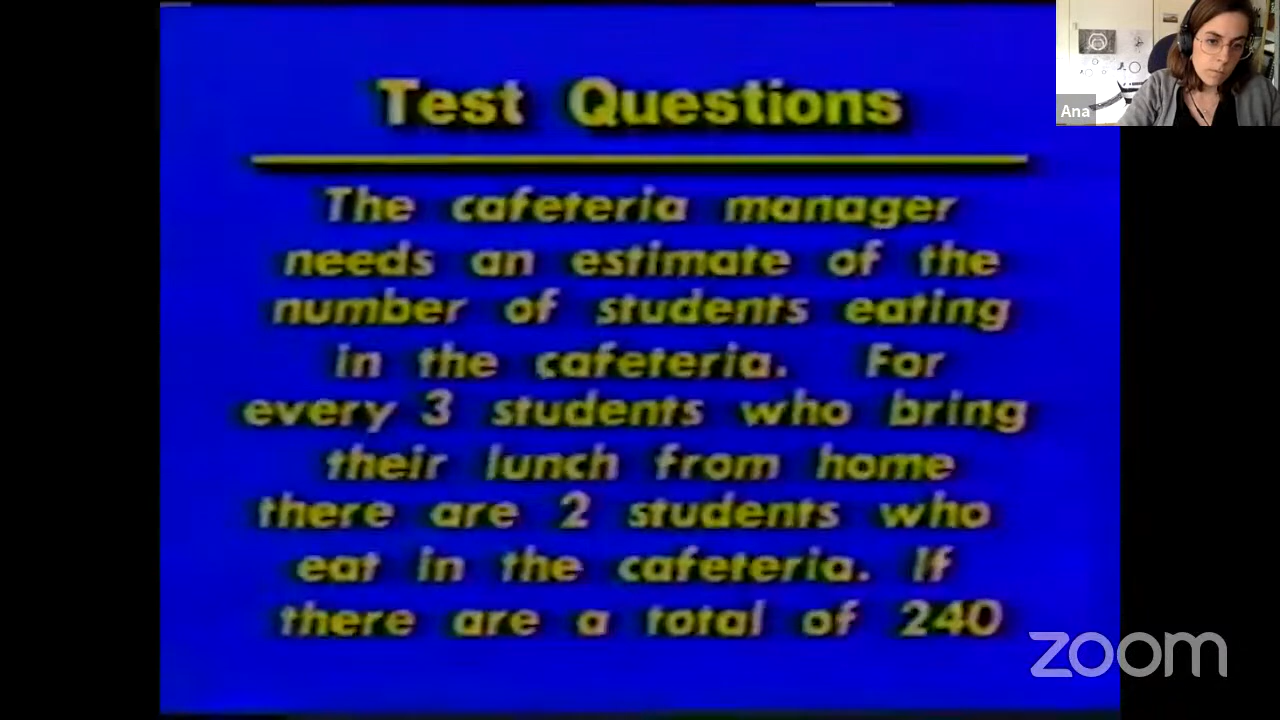 Test Questions
The cafeteria manager
needs an estimate of the
number of students eating
in the cafeteria. For
every 3 students who bring
their lunch from home
there are 2 students who
eat in the cafeteria. If
there are a total of 240
Ana
zoom